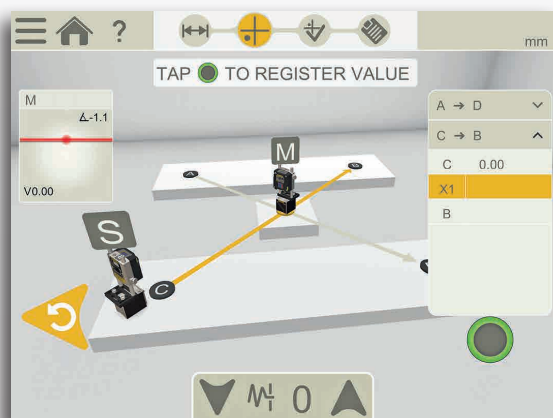 ?
mm
TAP TO REGISTER VALUE
M
∡-1.1
V0.00
A → D
C → B
C 0.00
X1
B
M
A
B
S
C
0